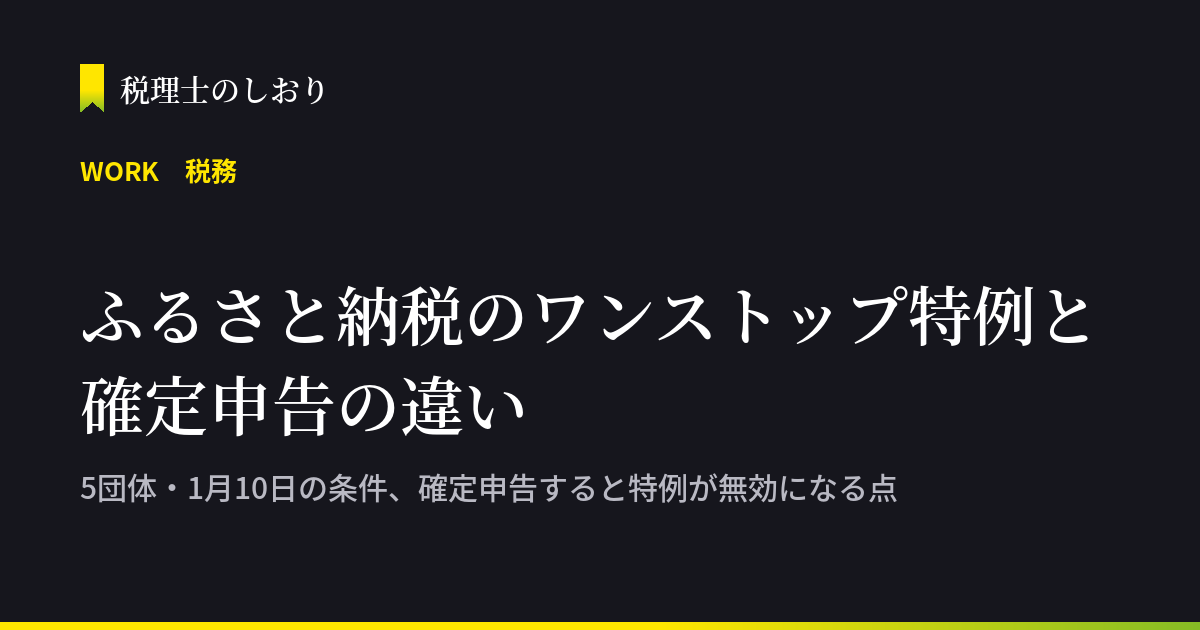 税理士のしおり
WORK 税務
ふるさと納税のワンストップ特例と
確定申告の違い
5団体・1月10日の条件、確定申告すると特例が無効になる点